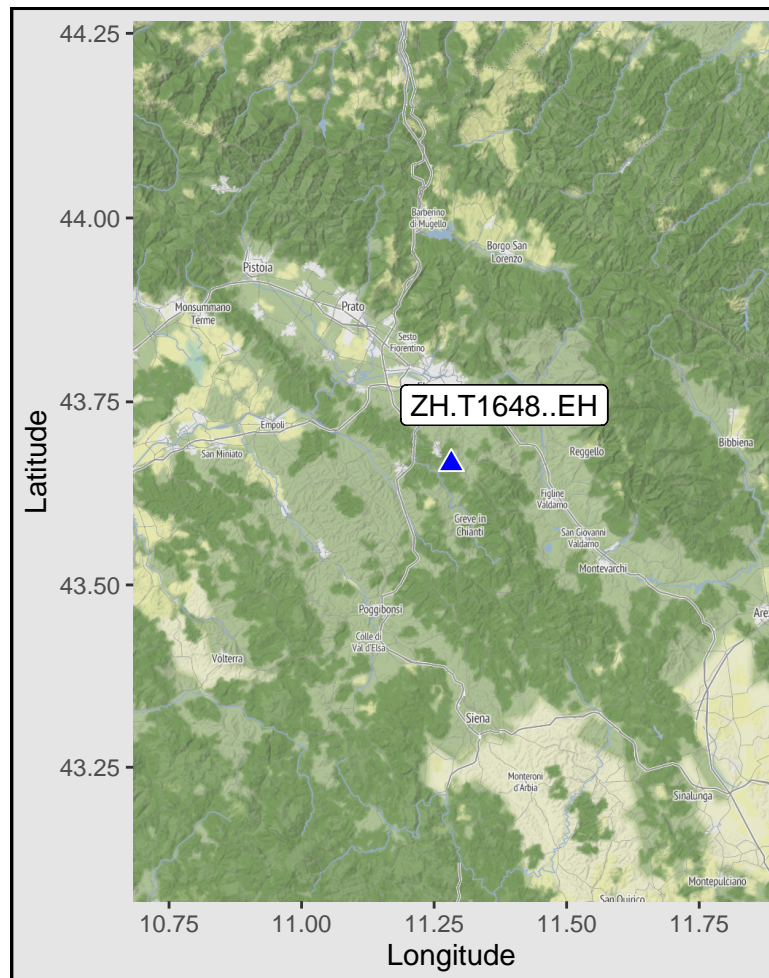 44.25
44.00
43.75
43.50
43.25
Latitude
10.75
11.00
11.25
11.50
11.75
Longitude
Barberino
di Mugello
Borgo San
Lorenzo
Pistoia
Monsummano
Terme
Prato
Sesto
Fiorentino
ZH.T1648..EH
Empoli
San Miniato
Bibbiena
Reggello
Figline
Valdarno
Greve in
Chianti
San Giovanni
Valdarno
Montevarchi
Poggibonsi
Colle di
Val d'Elsa
Volterra
Siena
Monteroni
d'Arbia
Sinalunga
Montepulciano